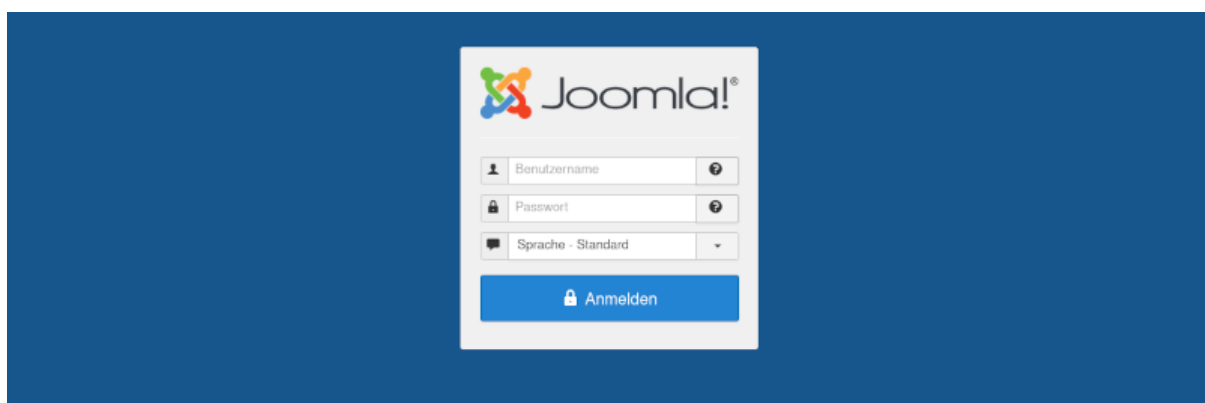 Joomla!®
Benutzername
Passwort
Sprache - Standard
Anmelden